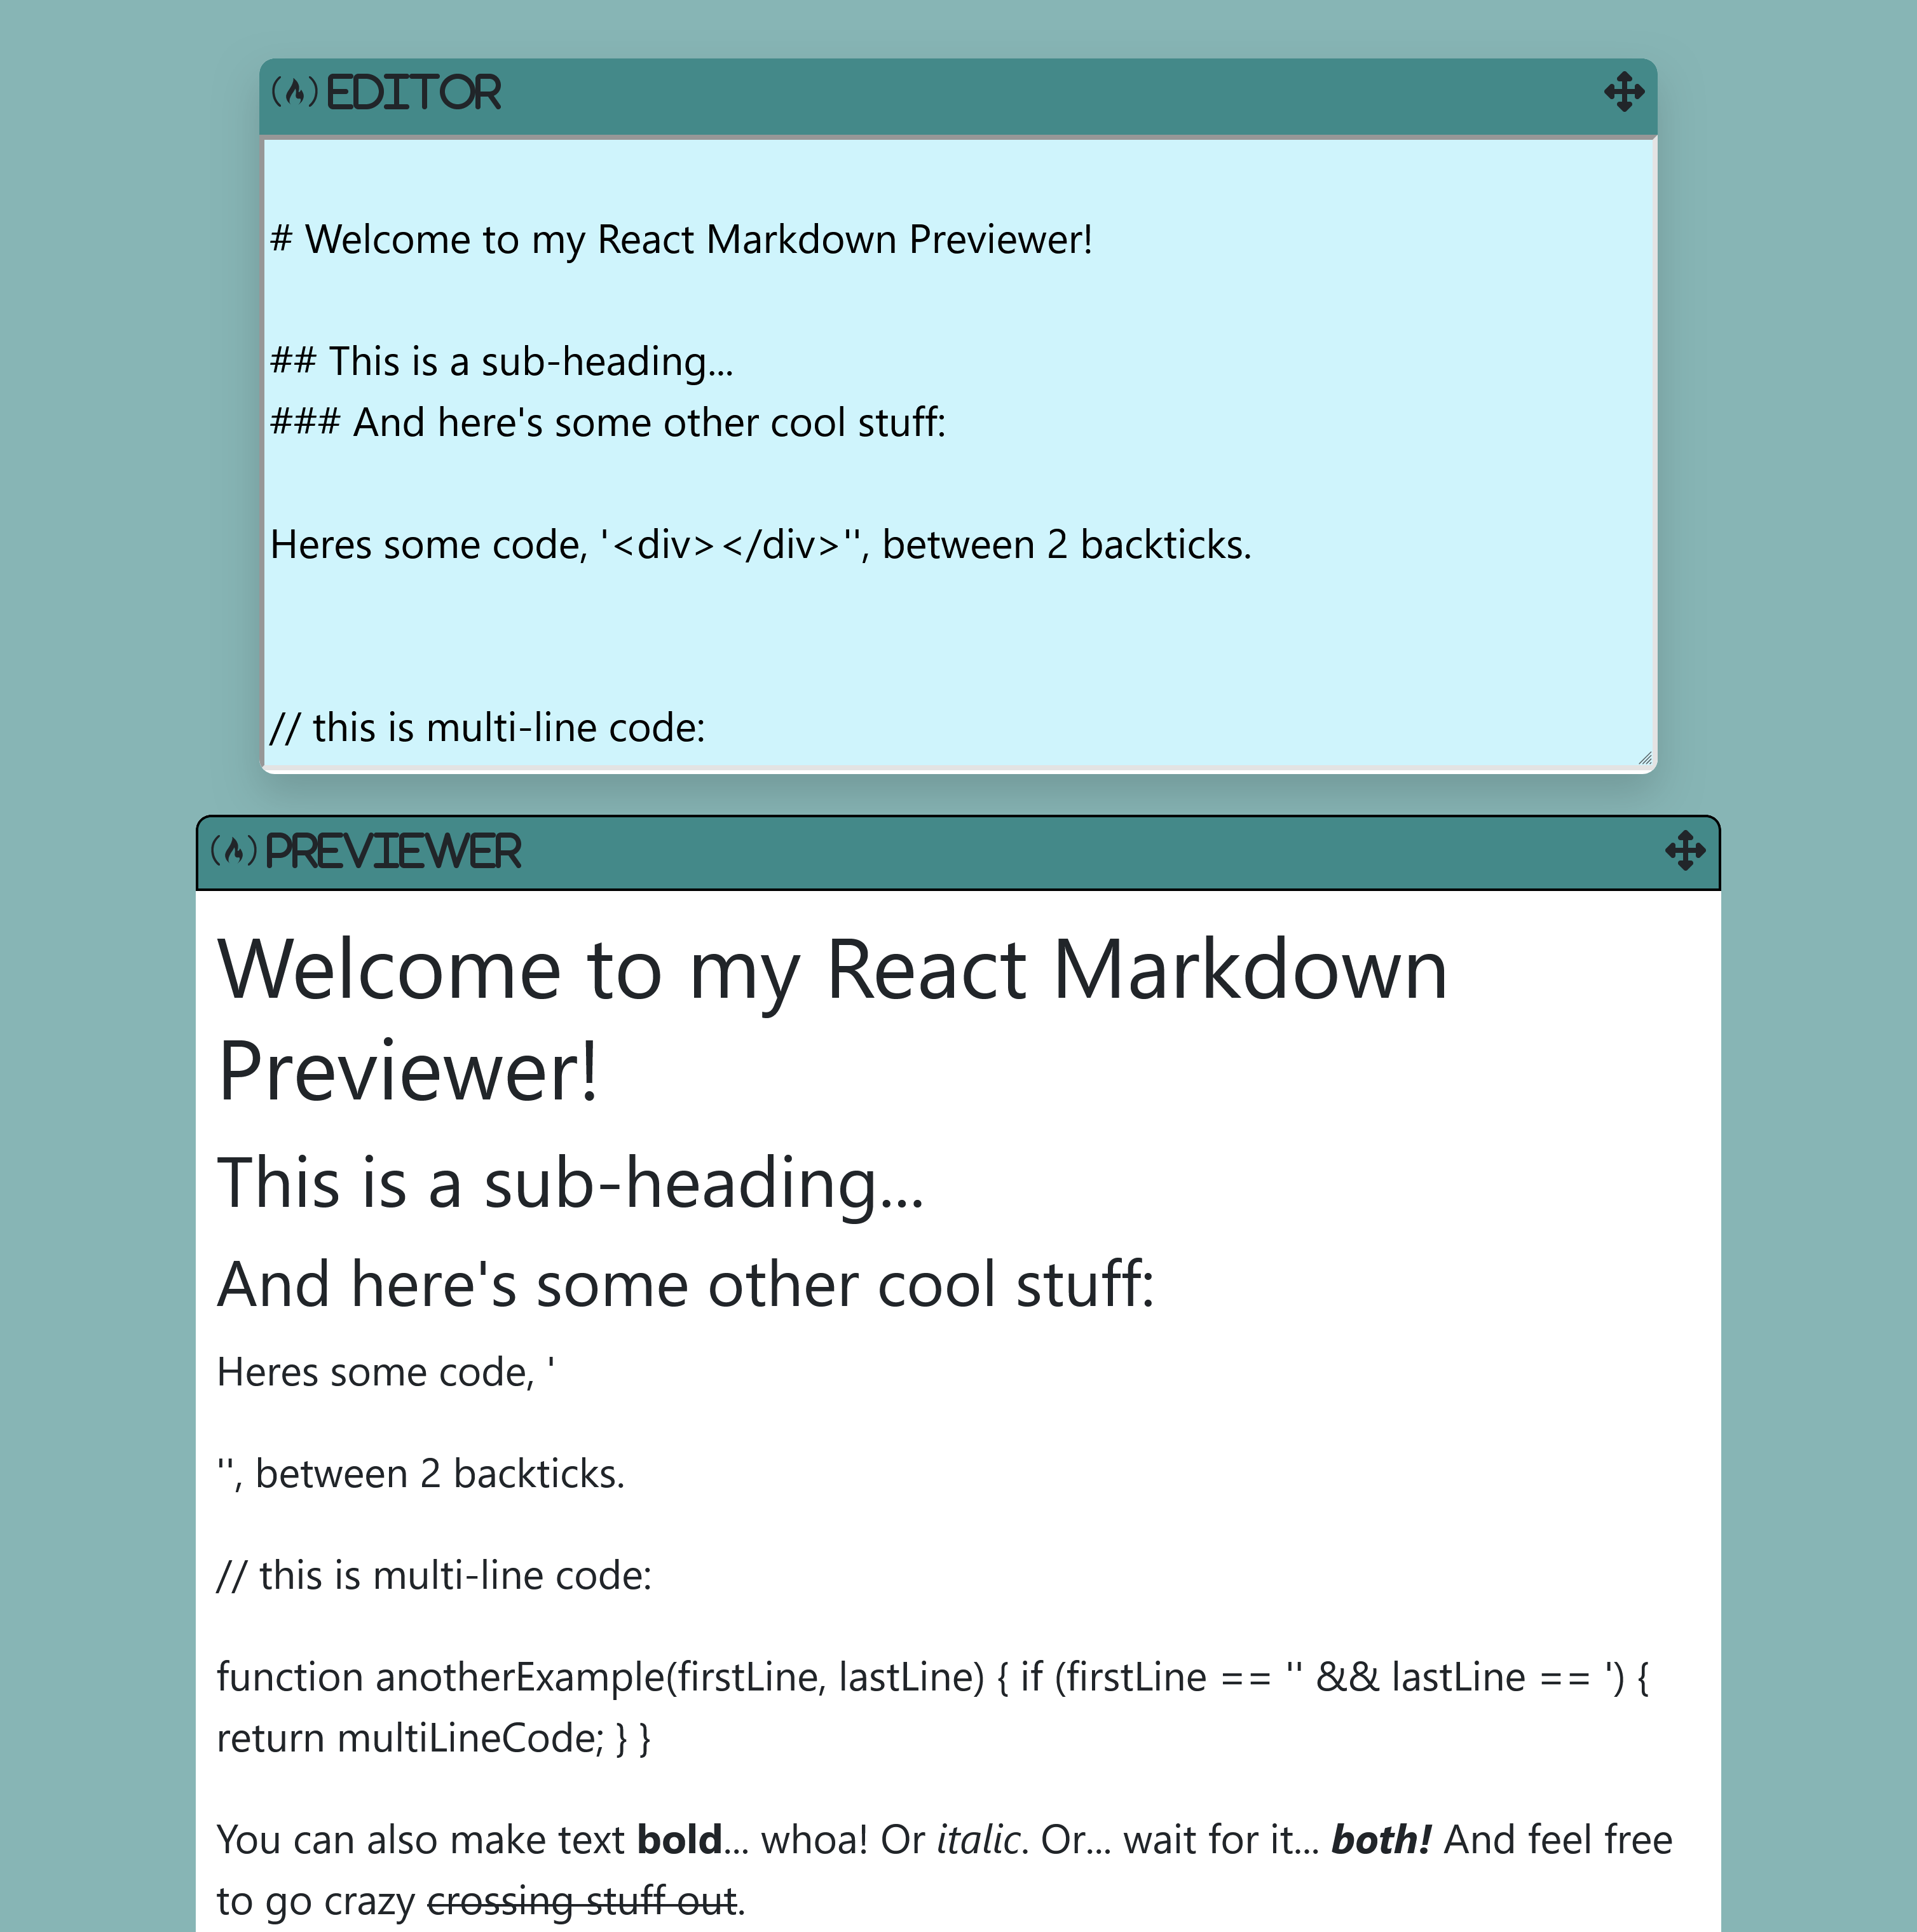 EDITOR
# Welcome to my React Markdown Previewer!
## This is a sub-heading...
### And here's some other cool stuff:
Heres some code, '<div></div>'', between 2 backticks.
// this is multi-line code:
PREVIEWER
Welcome to my React Markdown
Previewer!
This is a sub-heading...
And here's some other cool stuff:
Heres some code, '
'', between 2 backticks.
// this is multi-line code:
function anotherExample(firstLine, lastLine) { if (firstLine == '' && lastLine == ') {
return multiLineCode; } }
You can also make text bold... whoa! Or italic. Or... wait for it... both! And feel free
to go crazy crossing stuff out.